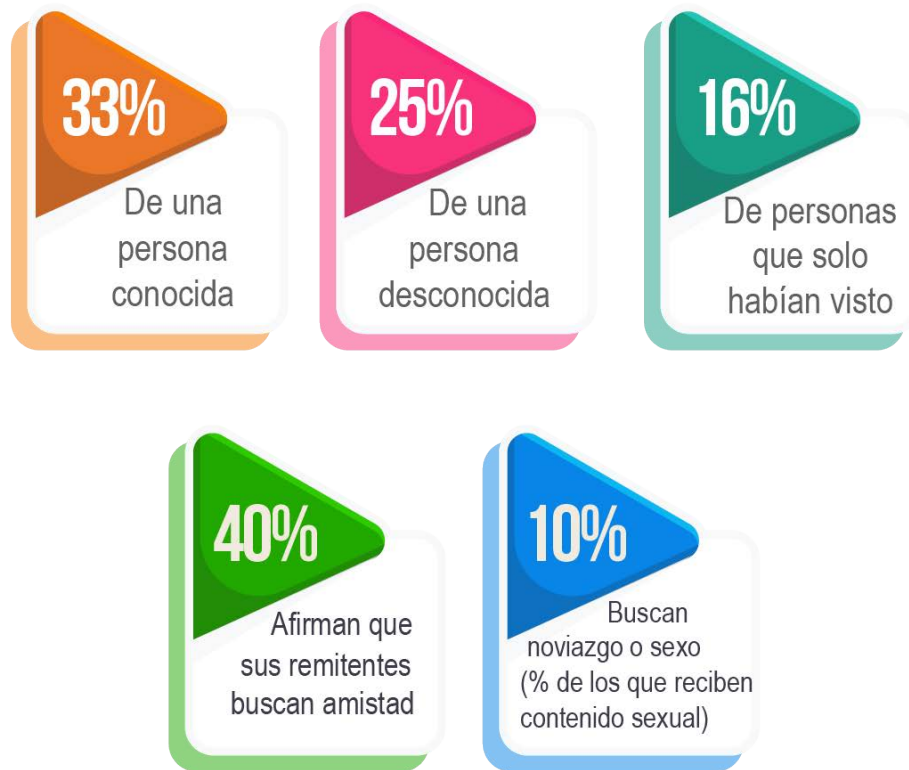 33%
De una
persona
conocida
25%
De una
persona
desconocida
16%
De personas
que solo
habían visto
40%
Afirman que
sus remitentes
buscan amistad
10%
Buscan
noviazgo o sexo
(% de los que reciben
contenido sexual)